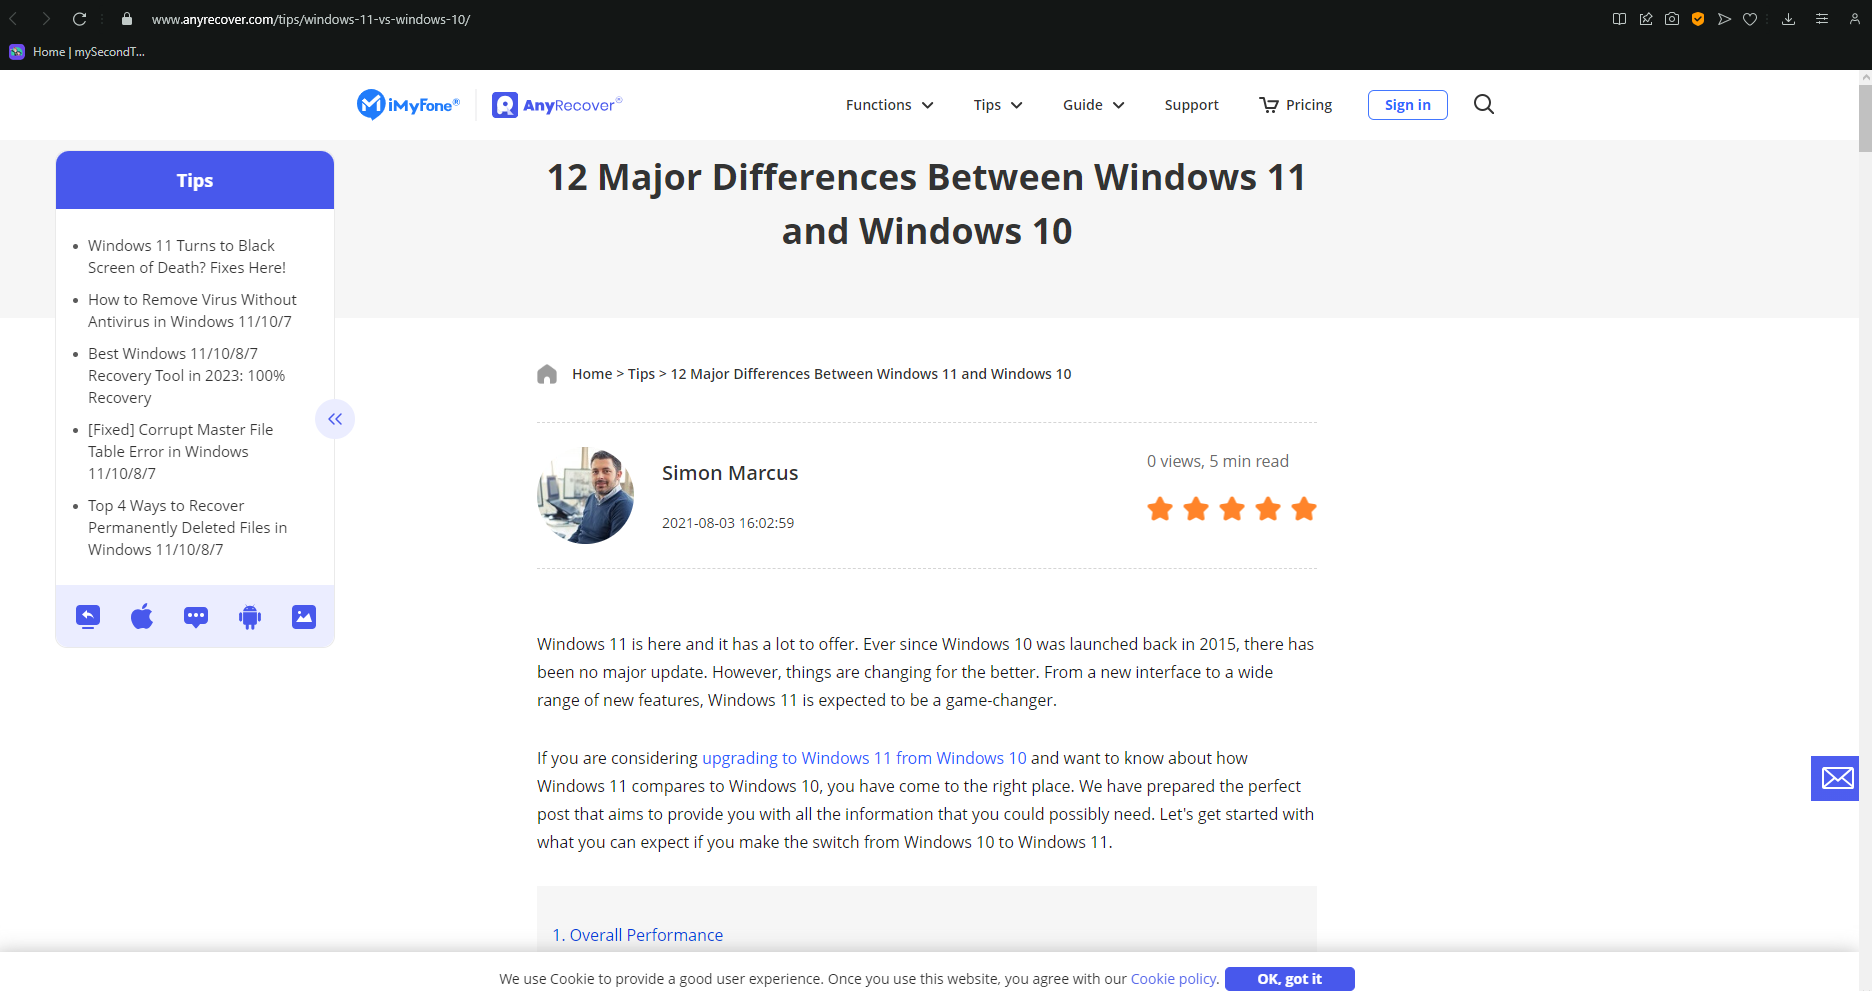 www.anyrecover.com/tips/windows-11-vs-windows-10/
Home | mySecondT...
iMyFone®
AnyRecover®
Functions
Tips
Guide
Support
Pricing
Sign in
12 Major Differences Between Windows 11
and Windows 10
Tips
Windows 11 Turns to Black
Screen of Death? Fixes Here!
How to Remove Virus Without
Antivirus in Windows 11/10/7
Best Windows 11/10/8/7
Recovery Tool in 2023: 100%
Recovery
[Fixed] Corrupt Master File
Table Error in Windows
11/10/8/7
Top 4 Ways to Recover
Permanently Deleted Files in
Windows 11/10/8/7
Home > Tips > 12 Major Differences Between Windows 11 and Windows 10
Simon Marcus
2021-08-03 16:02:59
0 views, 5 min read
Windows 11 is here and it has a lot to offer. Ever since Windows 10 was launched back in 2015, there has
been no major update. However, things are changing for the better. From a new interface to a wide
range of new features, Windows 11 is expected to be a game-changer.
If you are considering upgrading to Windows 11 from Windows 10 and want to know about how
Windows 11 compares to Windows 10, you have come to the right place. We have prepared the perfect
post that aims to provide you with all the information that you could possibly need. Let's get started with
what you can expect if you make the switch from Windows 10 to Windows 11.
1. Overall Performance
We use Cookie to provide a good user experience. Once you use this website, you agree with our Cookie policy.
OK, got it